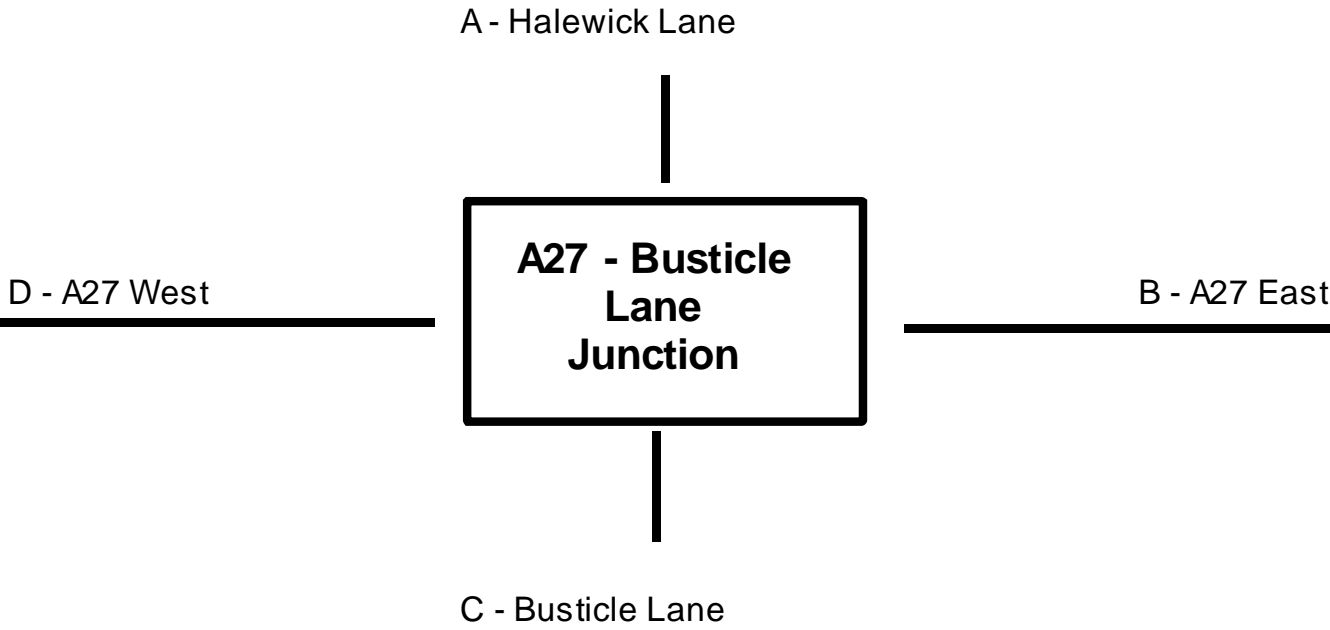 A - Halewick Lane
A27 - Busticle
Lane
Junction
D - A27 West
B - A27 East
C - Busticle Lane